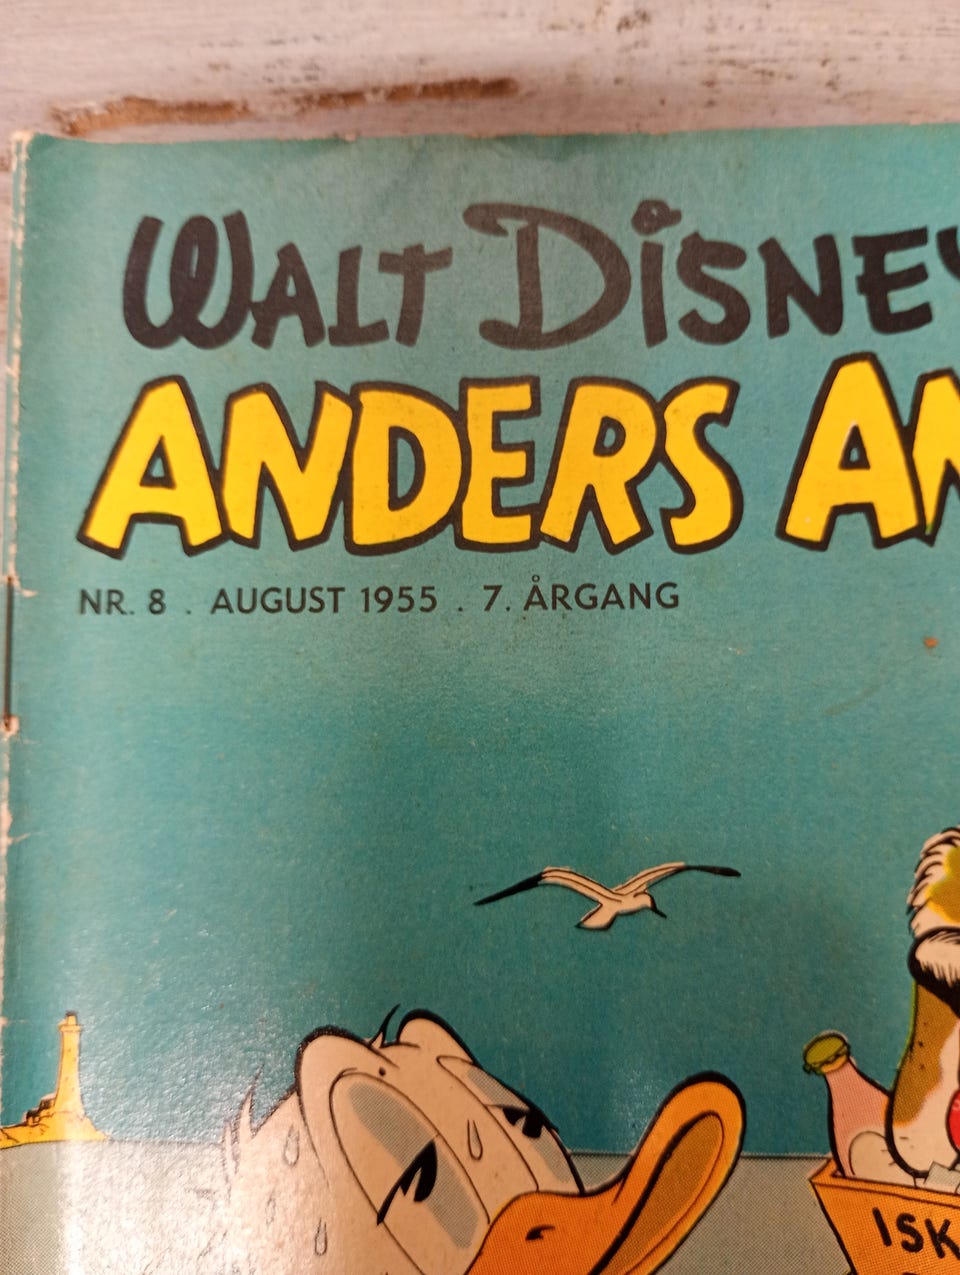 WALT DISNEY
ANDERS AN
NR. 8 . AUGUST 1955 . 7. ÅRGANG
ISK